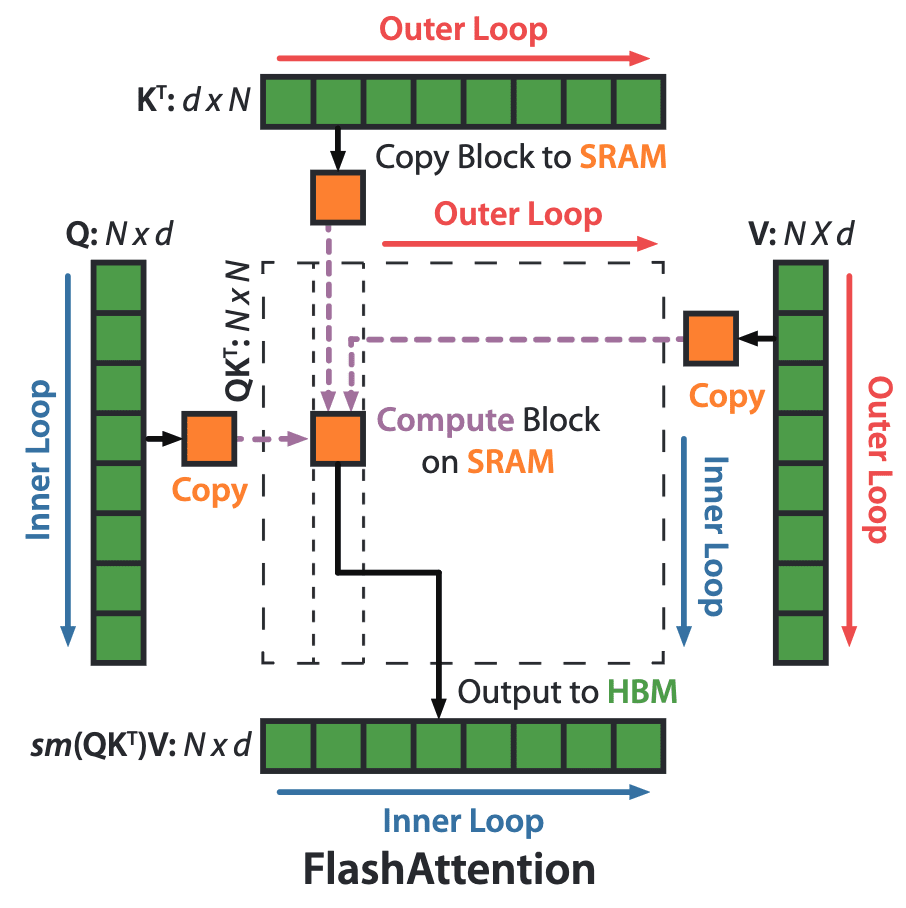 Outer Loop
Kᵀ: d x N
Copy Block to SRAM
Outer Loop
Q: N x d
V: N X d
QKᵀ: N x N
Copy
Outer Loop
Inner Loop
Compute Block
on SRAM
Inner Loop
Copy
Output to HBM
sm(QKᵀ)V: N x d
Inner Loop
FlashAttention